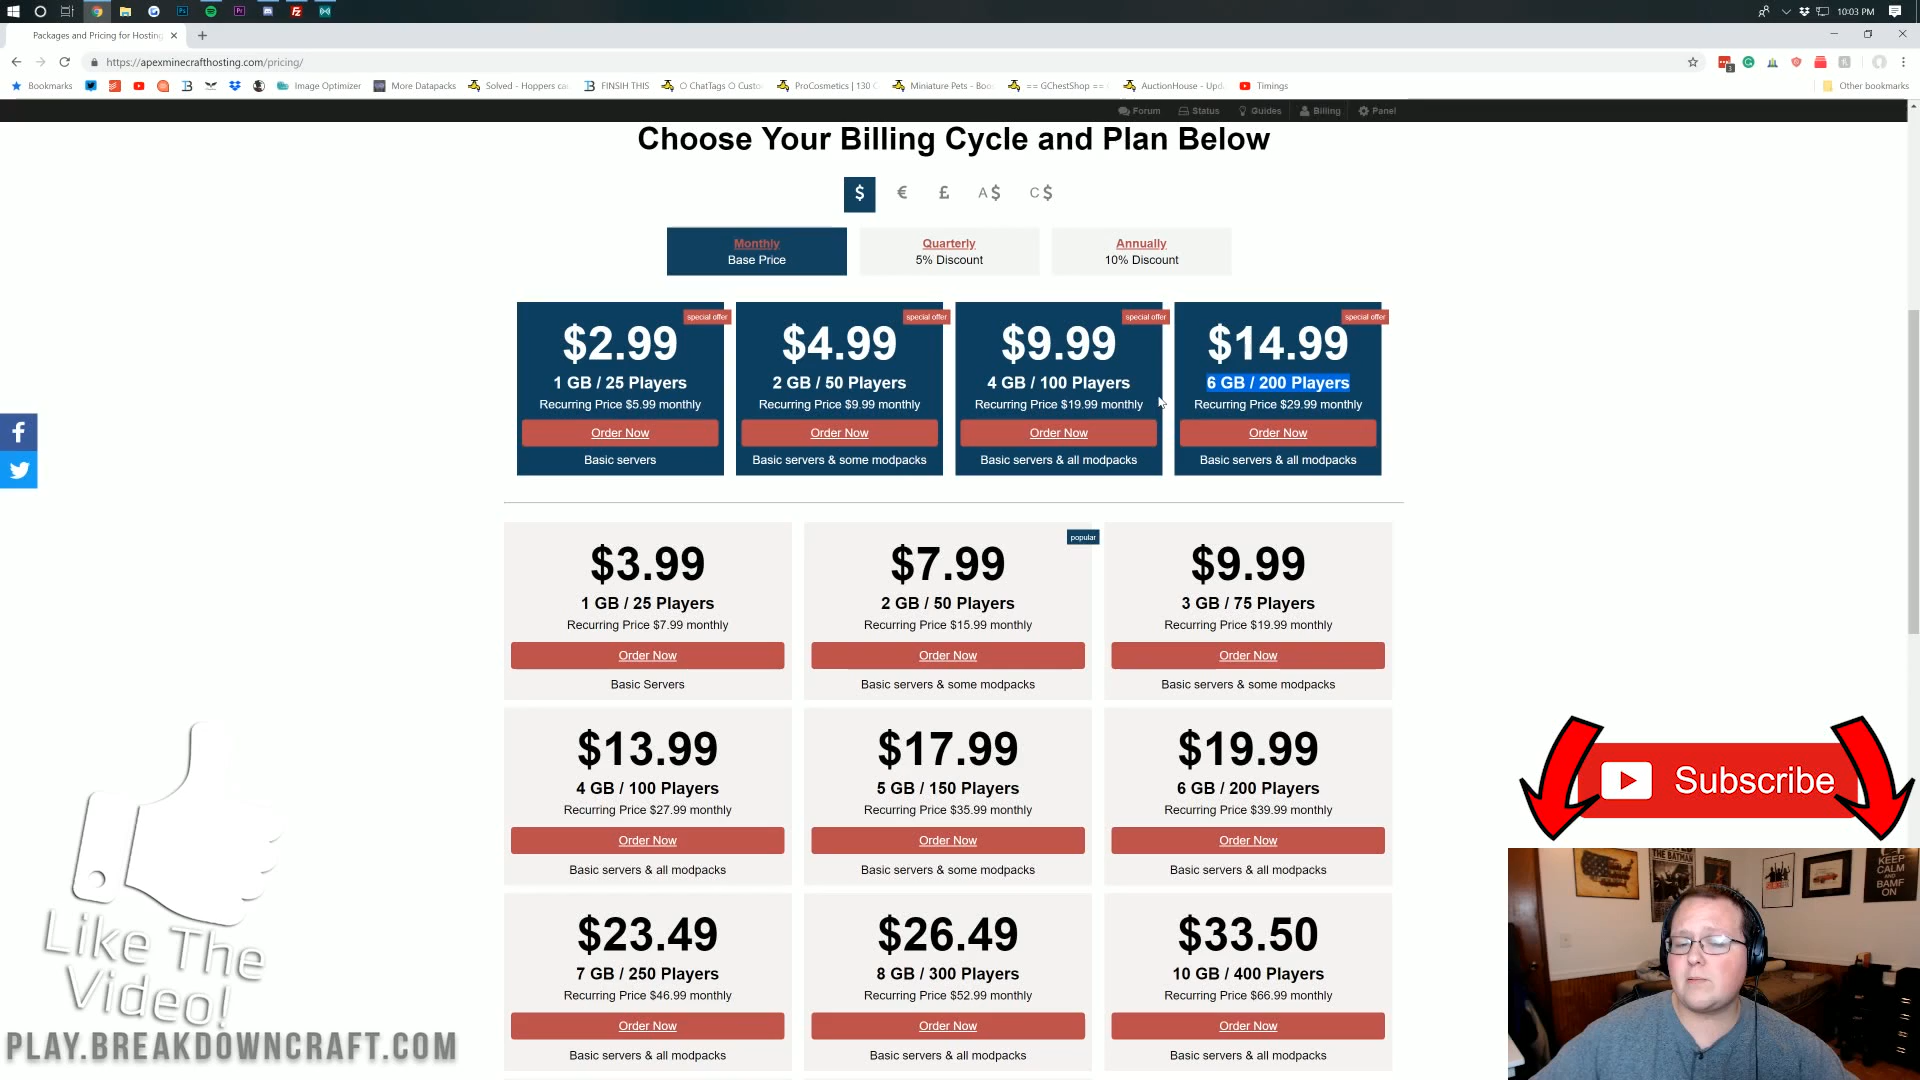 10:03 PM
Packages and Pricing for Hosting
https://apexminecrafthosting.com/pricing/
Bookmarks
Image Optimizer
More Datapacks
Solved - Hoppers
FINSIH THIS
O ChatTags O Custo
ProCosmetics | 130
Miniature Pets - Boo
== GChestShop ==
AuctionHouse - Upd
Timings
Other bookmarks
Forum
Status
Guides
Billing
Panel
Choose Your Billing Cycle and Plan Below
$ € £ A$ C$
Monthly
Base Price
Quarterly
5% Discount
Annually
10% Discount
special offer
$2.99
1 GB / 25 Players
Recurring Price $5.99 monthly
Order Now
Basic servers
special offer
$4.99
2 GB / 50 Players
Recurring Price $9.99 monthly
Order Now
Basic servers & some modpacks
special offer
$9.99
4 GB / 100 Players
Recurring Price $19.99 monthly
Order Now
Basic servers & all modpacks
special offer
$14.99
6 GB / 200 Players
Recurring Price $29.99 monthly
Order Now
Basic servers & all modpacks
$3.99
1 GB / 25 Players
Recurring Price $7.99 monthly
Order Now
Basic Servers
popular
$7.99
2 GB / 50 Players
Recurring Price $15.99 monthly
Order Now
Basic servers & some modpacks
$9.99
3 GB / 75 Players
Recurring Price $19.99 monthly
Order Now
Basic servers & some modpacks
$13.99
4 GB / 100 Players
Recurring Price $27.99 monthly
Order Now
Basic servers & all modpacks
$17.99
5 GB / 150 Players
Recurring Price $35.99 monthly
Order Now
Basic servers & some modpacks
$19.99
6 GB / 200 Players
Recurring Price $39.99 monthly
Order Now
Basic servers & all modpacks
$23.49
7 GB / 250 Players
Recurring Price $46.99 monthly
Order Now
Basic servers & all modpacks
$26.49
8 GB / 300 Players
Recurring Price $52.99 monthly
Order Now
Basic servers & all modpacks
$33.50
10 GB / 400 Players
Recurring Price $66.99 monthly
Order Now
Basic servers & all modpacks
Like The
Video!
PLAY.BREAKDOWNCRAFT.COM
Subscribe
THE BATMAN
KEEP
CALM
AND
BAMF
ON